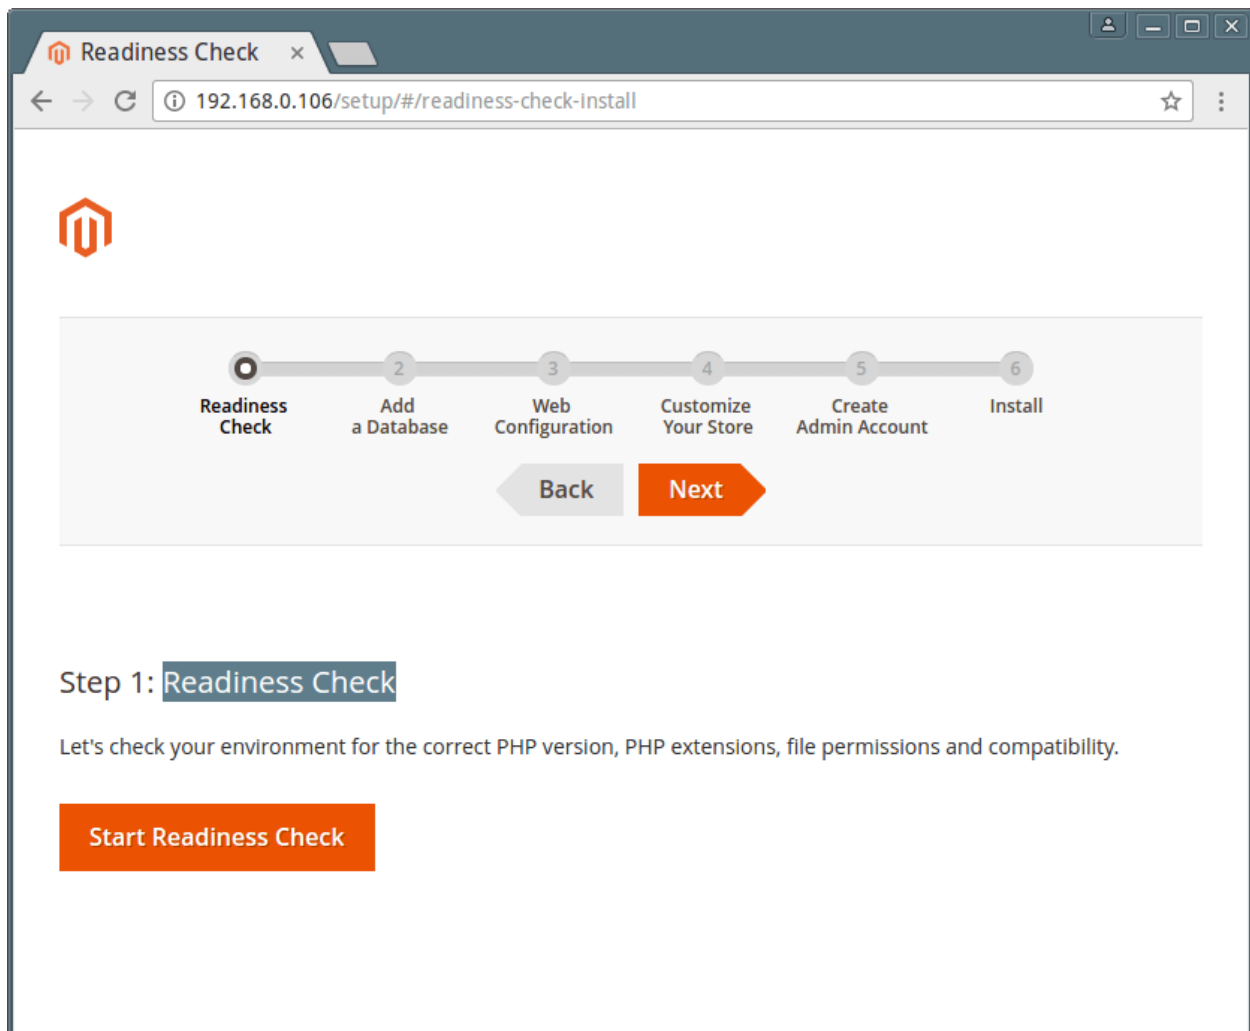 Readiness Check
192.168.0.106/setup/#/readiness-check-install
2 3 4 5 6
Readiness Check
Add a Database
Web Configuration
Customize Your Store
Create Admin Account
Install
Back Next
Step 1: Readiness Check
Let's check your environment for the correct PHP version, PHP extensions, file permissions and compatibility.
Start Readiness Check